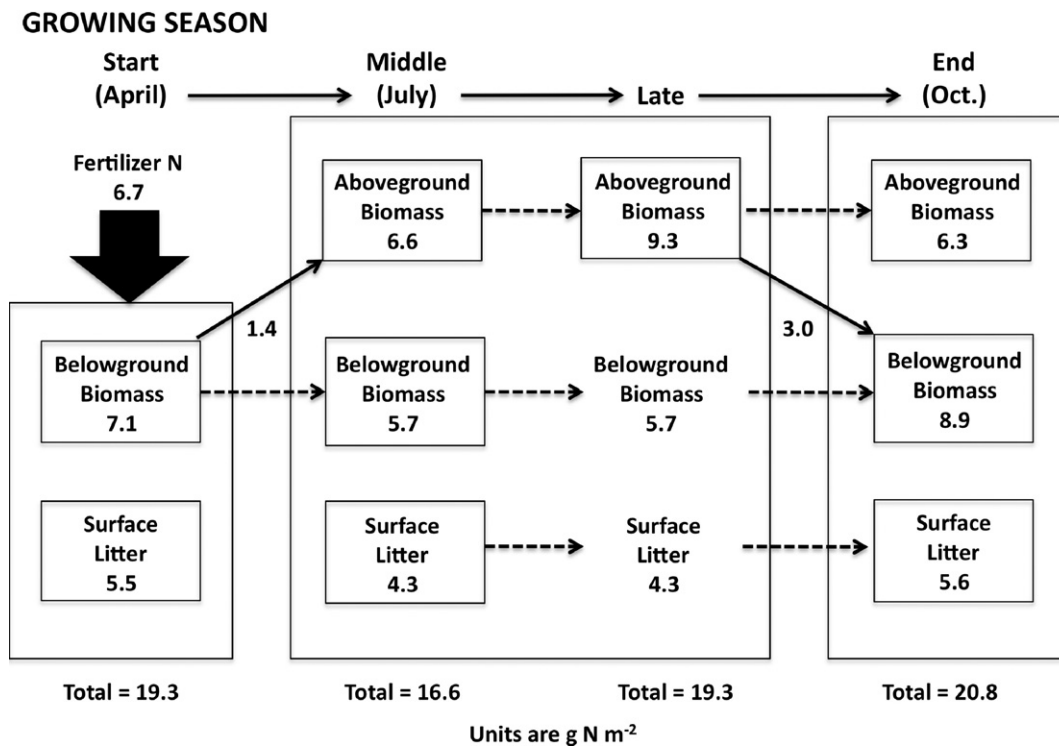 GROWING SEASON
Start
(April)
Middle
(July)
Late
End
(Oct.)
Fertilizer N
6.7
Aboveground
Biomass
6.6
Aboveground
Biomass
9.3
Aboveground
Biomass
6.3
1.4
3.0
Belowground
Biomass
7.1
Belowground
Biomass
5.7
Belowground
Biomass
5.7
Belowground
Biomass
8.9
Surface
Litter
5.5
Surface
Litter
4.3
Surface
Litter
4.3
Surface
Litter
5.6
Total = 19.3
Total = 16.6
Total = 19.3
Total = 20.8
Units are g N m⁻²